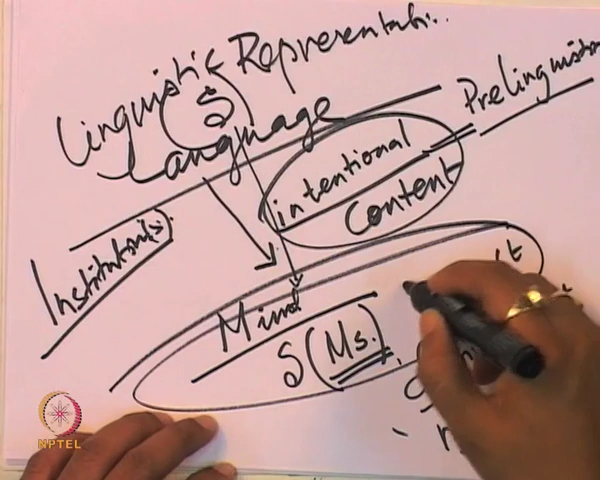 Linguistic Representati..
(S)
Language
Prelinguistic
intentional
Content
Institution(s).
Mind
S(Ms.)
NPTEL